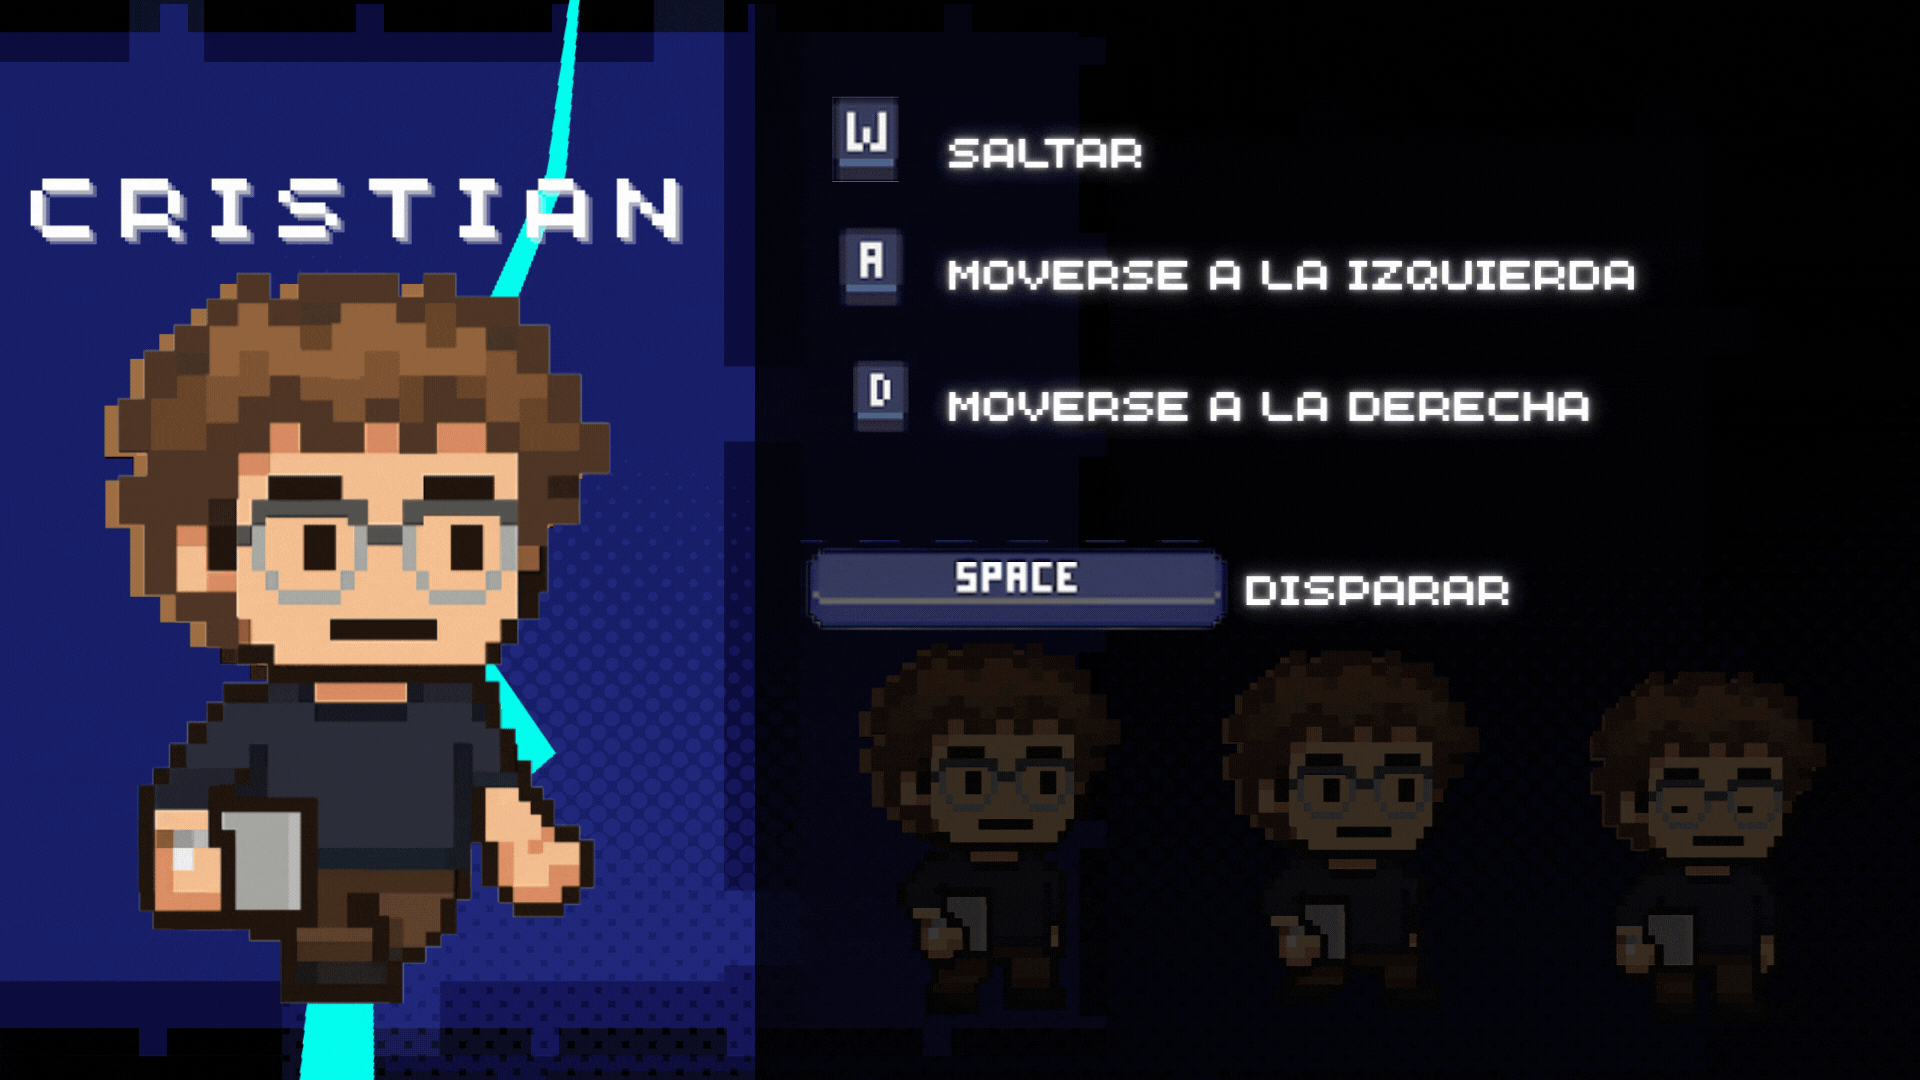 CRISTIAN
W SALTAR
A MOVERSE A LA IZQUIERDA
D MOVERSE A LA DERECHA
SPACE DISPARAR